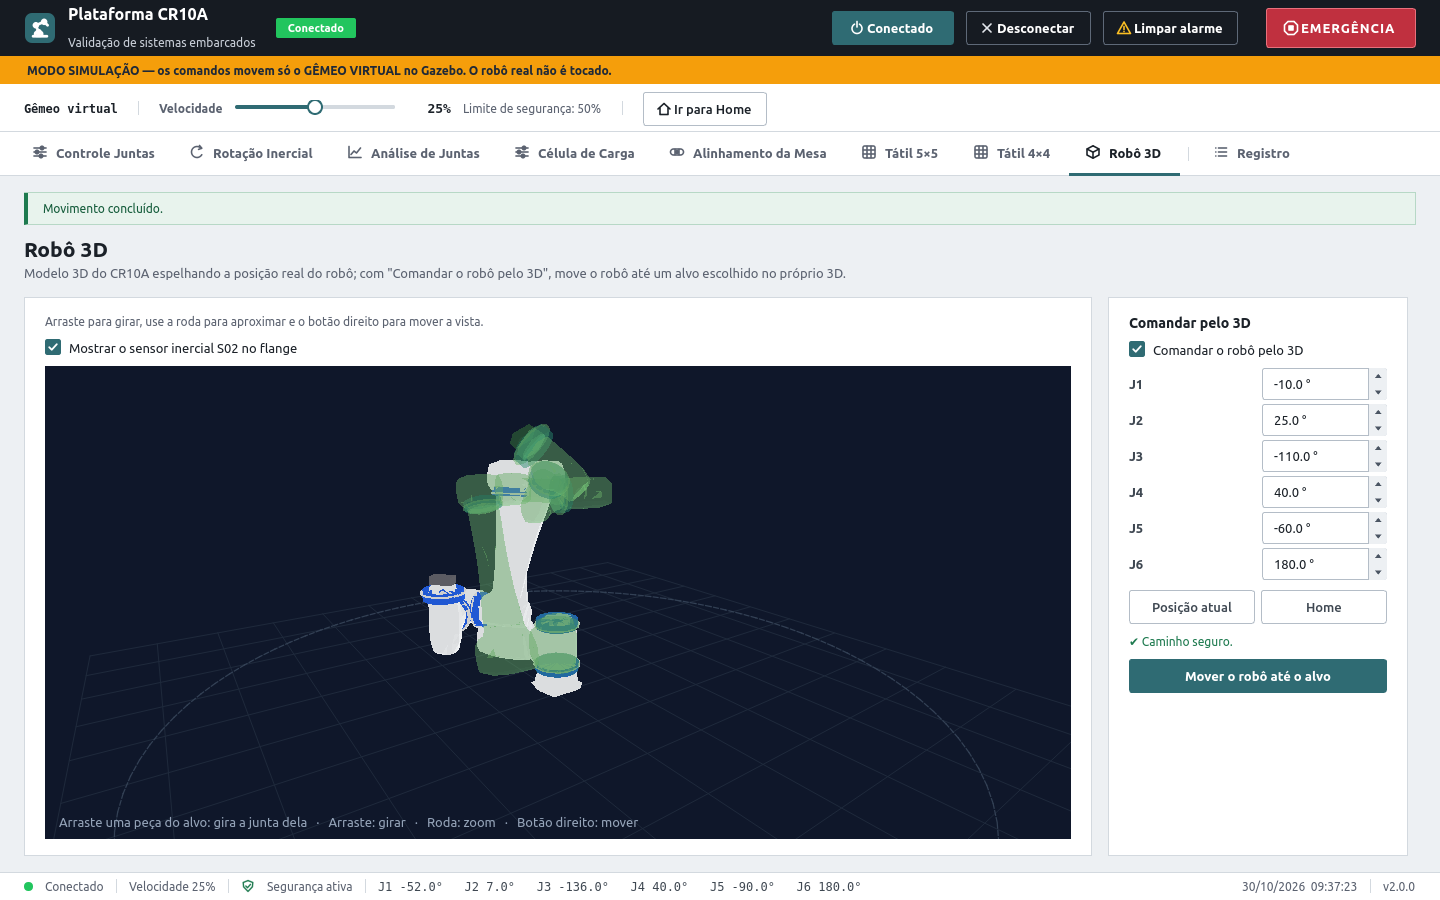 Plataforma CR10A
Validação de sistemas embarcados
Conectado
Conectado
Desconectar
Limpar alarme
EMERGÊNCIA
MODO SIMULAÇÃO — os comandos movem só o GÊMEO VIRTUAL no Gazebo. O robô real não é tocado.
Gêmeo virtual
Velocidade
25%
Limite de segurança: 50%
Ir para Home
Controle Juntas
Rotação Inercial
Análise de Juntas
Célula de Carga
Alinhamento da Mesa
Tátil 5×5
Tátil 4×4
Robô 3D
Registro
Movimento concluído.
Robô 3D
Modelo 3D do CR10A espelhando a posição real do robô; com "Comandar o robô pelo 3D", move o robô até um alvo escolhido no próprio 3D.
Arraste para girar, use a roda para aproximar e o botão direito para mover a vista.
Mostrar o sensor inercial S02 no flange
Arraste uma peça do alvo: gira a junta dela · Arraste: girar · Roda: zoom · Botão direito: mover
Comandar pelo 3D
Comandar o robô pelo 3D
J1 -10.0 °
J2 25.0 °
J3 -110.0 °
J4 40.0 °
J5 -60.0 °
J6 180.0 °
Posição atual
Home
✔ Caminho seguro.
Mover o robô até o alvo
Conectado
Velocidade 25%
Segurança ativa
J1 -52.0° J2 7.0° J3 -136.0° J4 40.0° J5 -90.0° J6 180.0°
30/10/2026 09:37:23
v2.0.0